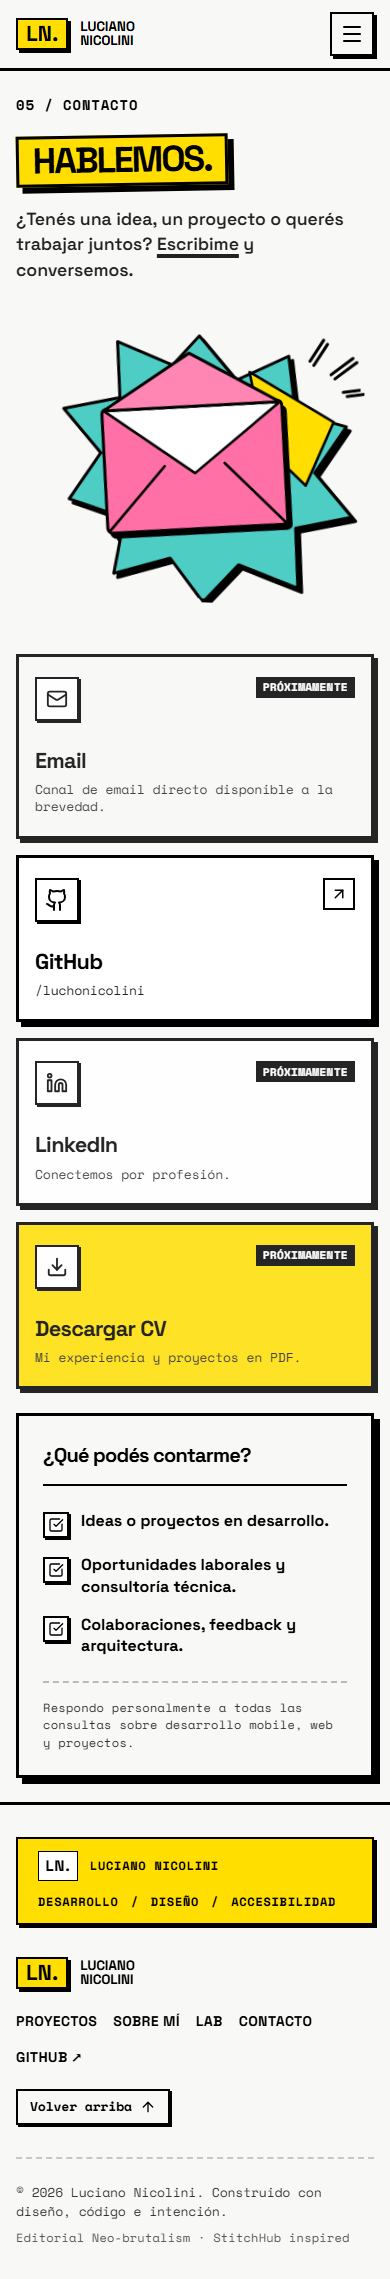 LN. LUCIANO
NICOLINI
05 / CONTACTO
HABLEMOS.
¿Tenés una idea, un proyecto o querés
trabajar juntos? Escribime y
conversemos.
PRÓXIMAMENTE
Email
Canal de email directo disponible a la
brevedad.
GitHub
/luchonicolini
PRÓXIMAMENTE
LinkedIn
Conectemos por profesión.
PRÓXIMAMENTE
Descargar CV
Mi experiencia y proyectos en PDF.
¿Qué podés contarme?
Ideas o proyectos en desarrollo.
Oportunidades laborales y
consultoría técnica.
Colaboraciones, feedback y
arquitectura.
Respondo personalmente a todas las
consultas sobre desarrollo mobile, web
y proyectos.
LN. LUCIANO NICOLINI
DESARROLLO / DISEÑO / ACCESIBILIDAD
LN. LUCIANO
NICOLINI
PROYECTOS SOBRE MÍ LAB CONTACTO
GITHUB ↗
Volver arriba ↑
© 2026 Luciano Nicolini. Construido con
diseño, código e intención.
Editorial Neo-brutalism · StitchHub inspired